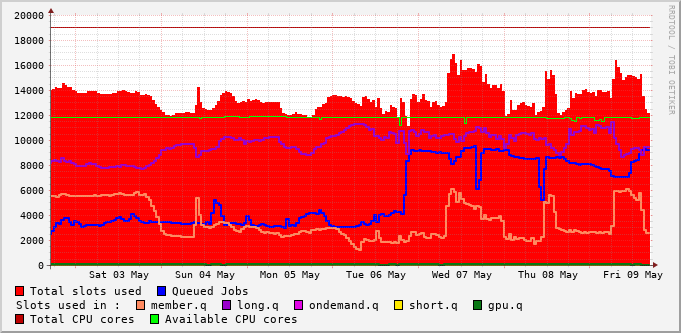 RRDTOOL / TOBI OETIKER
20000
18000
16000
14000
12000
10000
8000
6000
4000
2000
0
Sat 03 May Sun 04 May Mon 05 May Tue 06 May Wed 07 May Thu 08 May Fri 09 May
Total slots used Queued Jobs
Slots used in : member.q long.q ondemand.q short.q gpu.q
Total CPU cores Available CPU cores